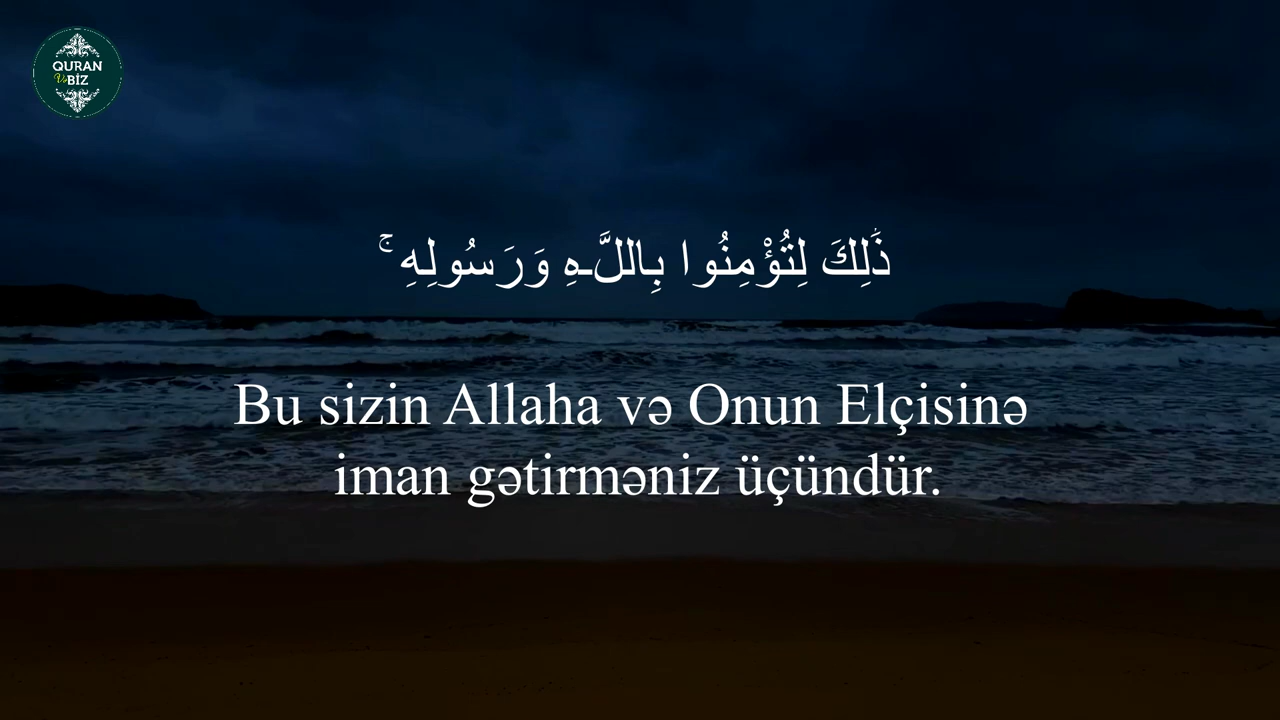 QURAN
Və BİZ
ذَٰلِكَ لِتُؤْمِنُوا بِاللَّـهِ وَرَسُولِهِ ۚ
Bu sizin Allaha və Onun Elçisinə
iman gətirməniz üçündür.